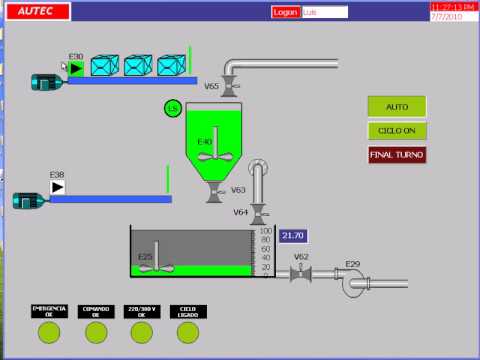 AUTEC
Logon
Luis
11:27:13 PM
7/7/2010
E30
V65
LS
E40
AUTO
CICLO ON
FINAL TURNO
E38
V63
V64
100
80
60
40
20
0
21.70
E25
V62
E29
EMERGENCIA
OK
COMANDO
OK
220/380 V
OK
CICLO
LIGADO